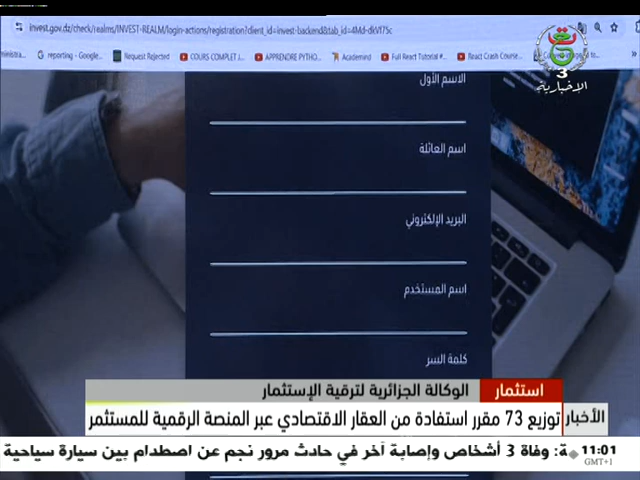 invest.gov.dz/check/realms/INVEST-REALM/login-actions/registration?client_id=invest-backend&tab_id=4Md-dkVf75c
reporting - Google...
Request Rejected
COURS COMPLET J...
APPRENDRE PYTHO...
Academind
Full React Tutorial #...
React Crash Course...
3
الإخبارية
الاسم الأول
اسم العائلة
البريد الإلكتروني
اسم المستخدم
كلمة السر
استثمار
الوكالة الجزائرية لترقية الإستثمار
الأخبار
توزيع 73 مقرر استفادة من العقار الاقتصادي عبر المنصة الرقمية للمستثمر
11:01
GMT+1
وفاة 3 أشخاص وإصابة آخر في حادث مرور نجم عن اصطدام بين سيارة سياحية